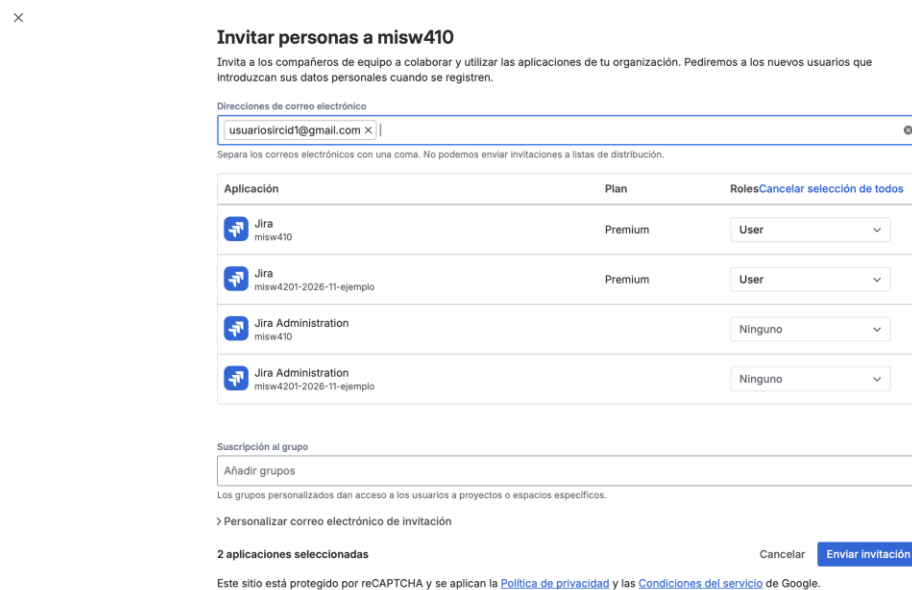 Invitar personas a misw410
Invita a los compañeros de equipo a colaborar y utilizar las aplicaciones de tu organización. Pediremos a los nuevos usuarios que
introduzcan sus datos personales cuando se registren.
Direcciones de correo electrónico
usuariosircid1@gmail.com
Separa los correos electrónicos con una coma. No podemos enviar invitaciones a listas de distribución.
Aplicación Plan Roles Cancelar selección de todos
Jira
misw410
Premium User
Jira
misw4201-2026-11-ejemplo
Premium User
Jira Administration
misw410
Ninguno
Jira Administration
misw4201-2026-11-ejemplo
Ninguno
Suscripción al grupo
Añadir grupos
Los grupos personalizados dan acceso a los usuarios a proyectos o espacios específicos.
Personalizar correo electrónico de invitación
2 aplicaciones seleccionadas Cancelar Enviar invitación
Este sitio está protegido por reCAPTCHA y se aplican la Política de privacidad y las Condiciones del servicio de Google.